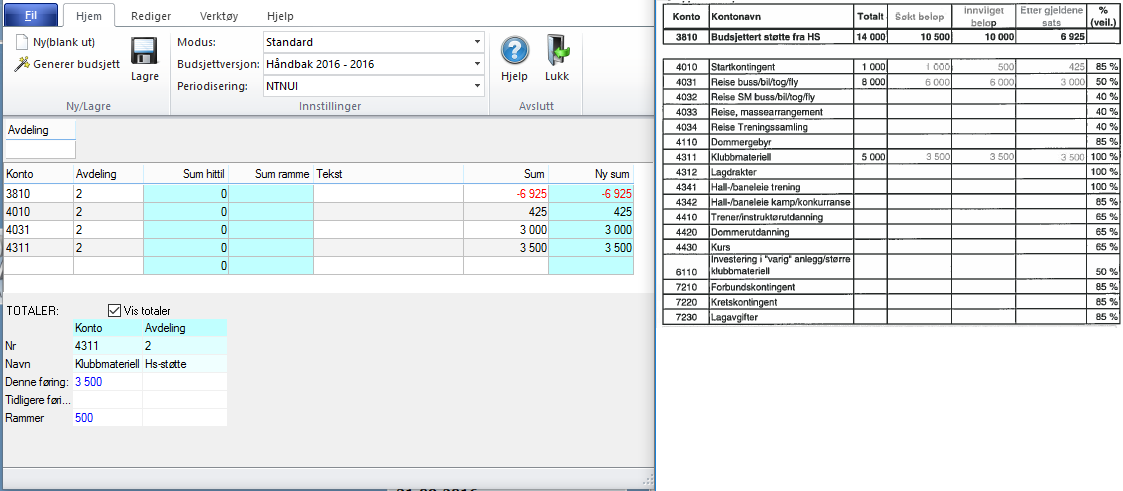 Fil Hjem Rediger Verktøy Hjelp
Ny(blank ut)
Generer budsjett
Lagre
Modus: Standard
Budsjettversjon: Håndbak 2016 - 2016
Periodisering: NTNUI
Hjelp Lukk
Ny/Lagre Innstillinger Avslutt
Avdeling
Konto Avdeling Sum hittil Sum ramme Tekst Sum Ny sum
3810 2 0 -6 925 -6 925
4010 2 0 425 425
4031 2 0 3 000 3 000
4311 2 0 3 500 3 500
0
TOTALER: Vis totaler
Konto Avdeling
Nr 4311 2
Navn Klubbmateriell Hs-støtte
Denne føring: 3 500
Tidligere føri...
Rammer 500
Konto Kontonavn Totalt Søkt beløp Innvilget beløp Etter gjeldene sats % (veil.)
3810 Budsjettert støtte fra HS 14 000 10 500 10 000 6 925
4010 Startkontingent 1 000 1 000 500 425 85 %
4031 Reise buss/bil/tog/fly 8 000 6 000 6 000 3 000 50 %
4032 Reise SM buss/bil/tog/fly 40 %
4033 Reise, massearrangement 40 %
4034 Reise Treningssamling 40 %
4110 Dommergebyr 85 %
4311 Klubbmateriell 5 000 3 500 3 500 3 500 100 %
4312 Lagdrakter 100 %
4341 Hall-/baneleie trening 100 %
4342 Hall-/baneleie kamp/konkurranse 85 %
4410 Trener/instruktørutdanning 65 %
4420 Dommerutdanning 65 %
4430 Kurs 65 %
Investering i "varig" anlegg/større
6110 klubbmateriell 50 %
7210 Forbundskontingent 85 %
7220 Kretskontingent 85 %
7230 Lagavgifter 85 %